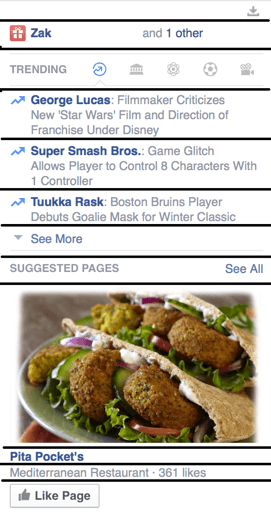 Zak and 1 other
TRENDING
George Lucas: Filmmaker Criticizes
New 'Star Wars' Film and Direction of
Franchise Under Disney
Super Smash Bros.: Game Glitch
Allows Player to Control 8 Characters With
1 Controller
Tuukka Rask: Boston Bruins Player
Debuts Goalie Mask for Winter Classic
See More
SUGGESTED PAGES See All
Pita Pocket's
Mediterranean Restaurant · 361 likes
Like Page